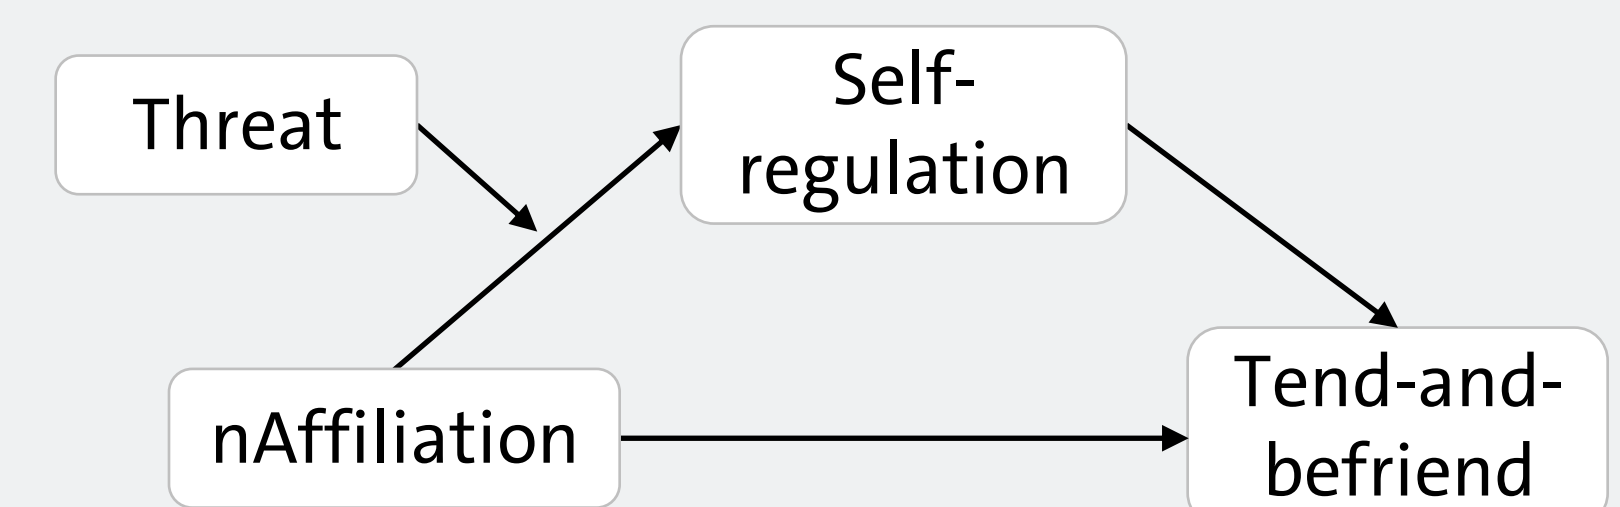 Threat
Self-
regulation
nAffiliation
Tend-and-
befriend